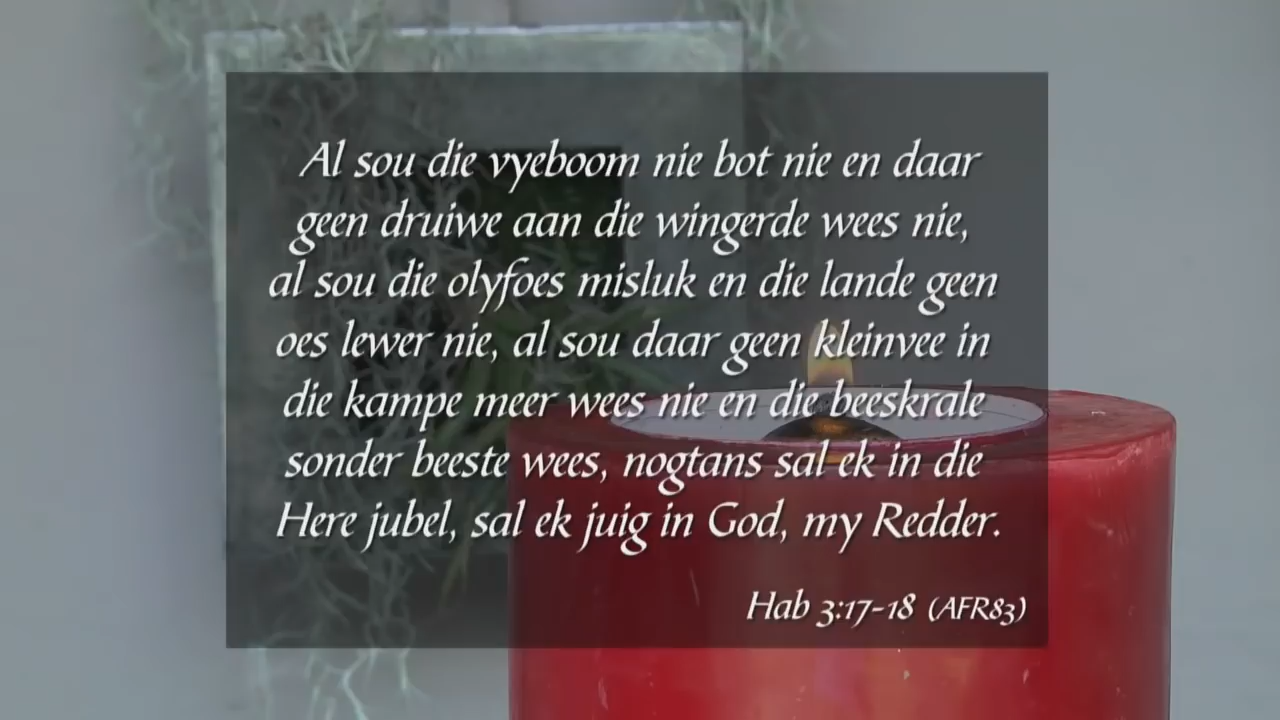 Al sou die vyeboom nie bot nie en daar
geen druiwe aan die wingerde wees nie,
al sou die olyfoes misluk en die lande geen
oes lewer nie, al sou daar geen kleinvee in
die kampe meer wees nie en die beeskrale
sonder beeste wees, nogtans sal ek in die
Here jubel, sal ek juig in God, my Redder.
Hab 3:17-18 (AFR83)